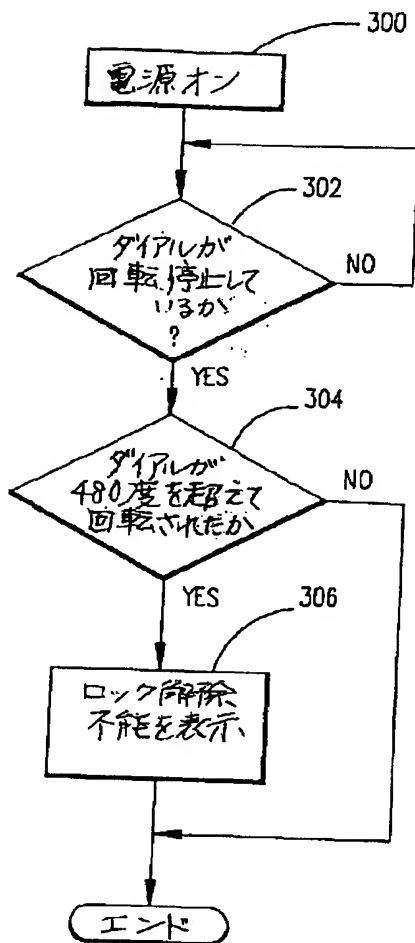 300
電源オン
302
ダイアルが
回転停止して
いるか
?
NO
YES
304
ダイアルが
480度を超えて
回転されたか
NO
YES
306
ロック解除
不能を表示
エンド